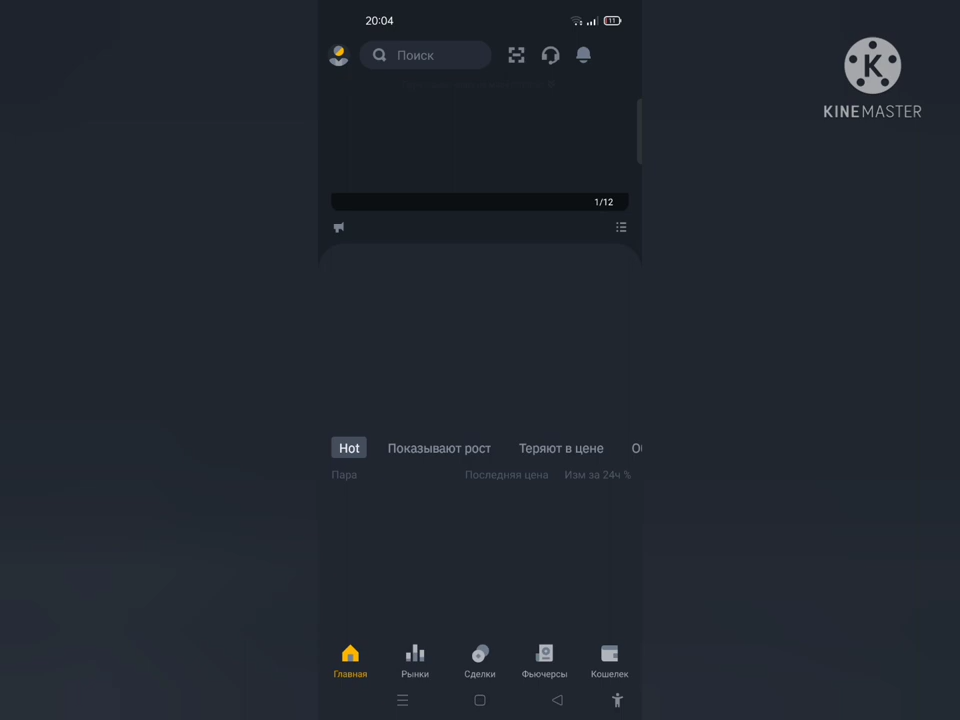 20:04
11
Поиск
K
KINEMASTER
1/12
Hot Показывают рост Теряют в цене
Пара Последняя цена Изм за 24ч %
Главная Рынки Сделки Фьючерсы Кошелек